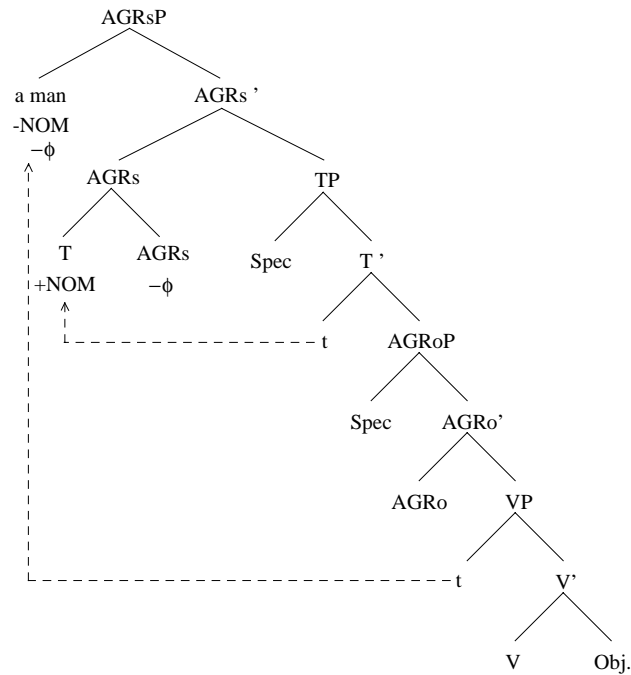 AGRsP
a man AGRs ’
-NOM
−ϕ
AGRs TP
T AGRs Spec T ’
+NOM −ϕ
t AGRoP
Spec AGRo’
AGRo VP
t V’
V Obj.